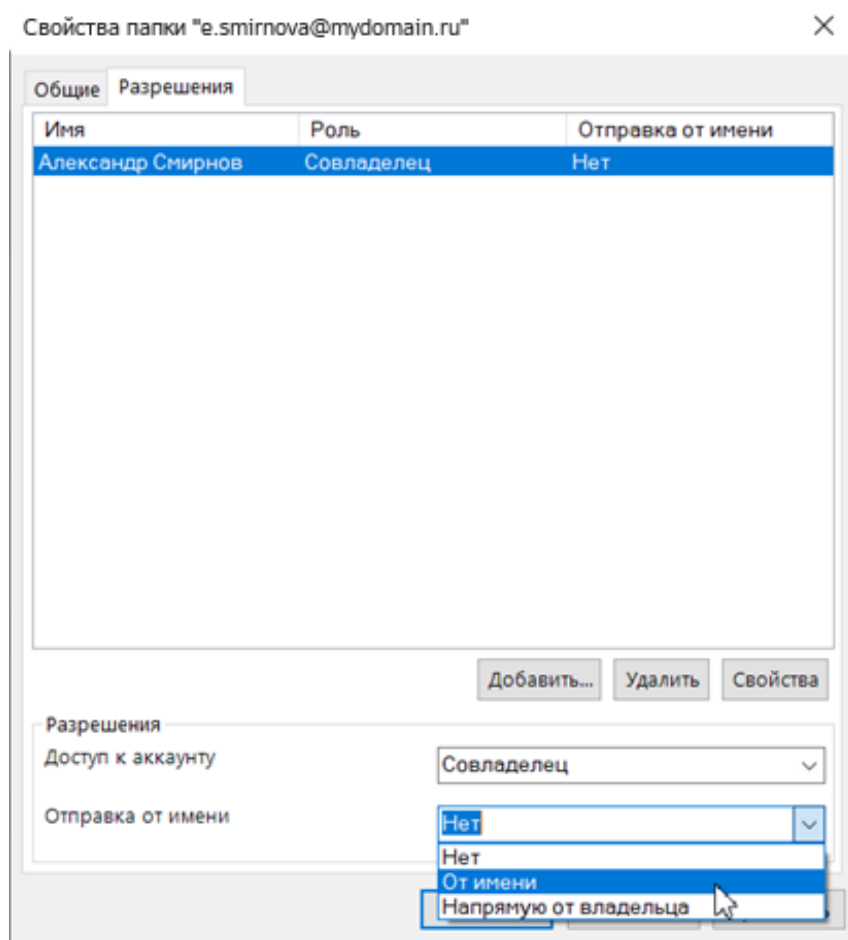 Свойства папки "e.smirnova@mydomain.ru"
Общие Разрешения
Имя Роль Отправка от имени
Александр Смирнов Совладелец Нет
Добавить... Удалить Свойства
Разрешения
Доступ к аккаунту Совладелец
Отправка от имени Нет
Нет
От имени
Напрямую от владельца